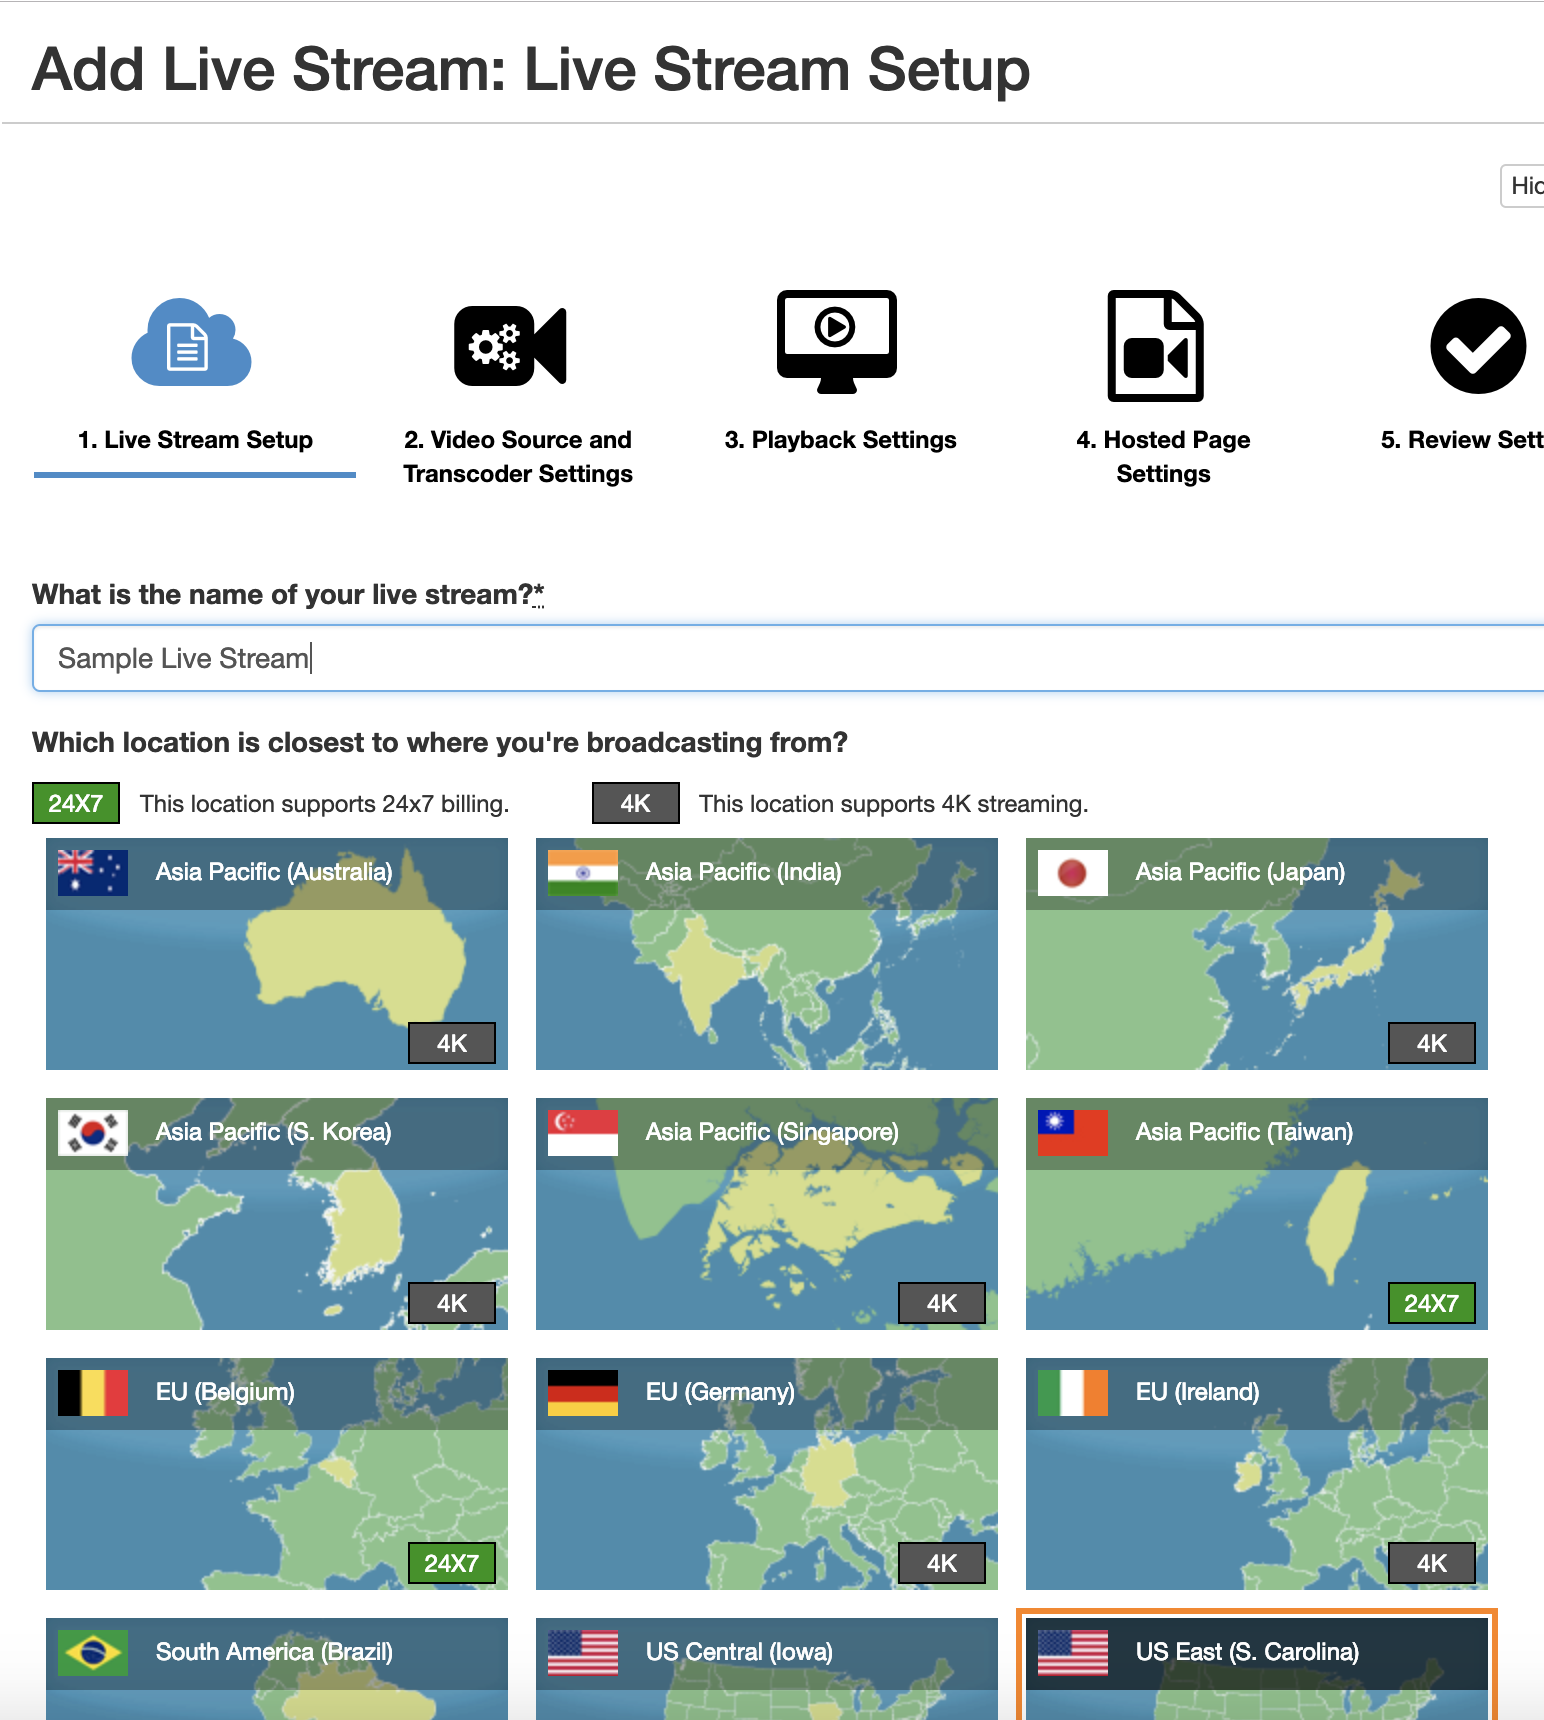 Add Live Stream: Live Stream Setup
Hid
1. Live Stream Setup
2. Video Source and
Transcoder Settings
3. Playback Settings
4. Hosted Page
Settings
5. Review Sett
What is the name of your live stream?*
Sample Live Stream
Which location is closest to where you're broadcasting from?
24X7 This location supports 24x7 billing. 4K This location supports 4K streaming.
Asia Pacific (Australia)
4K
Asia Pacific (India)
Asia Pacific (Japan)
4K
Asia Pacific (S. Korea)
4K
Asia Pacific (Singapore)
4K
Asia Pacific (Taiwan)
24X7
EU (Belgium)
24X7
EU (Germany)
4K
EU (Ireland)
4K
South America (Brazil)
US Central (Iowa)
US East (S. Carolina)